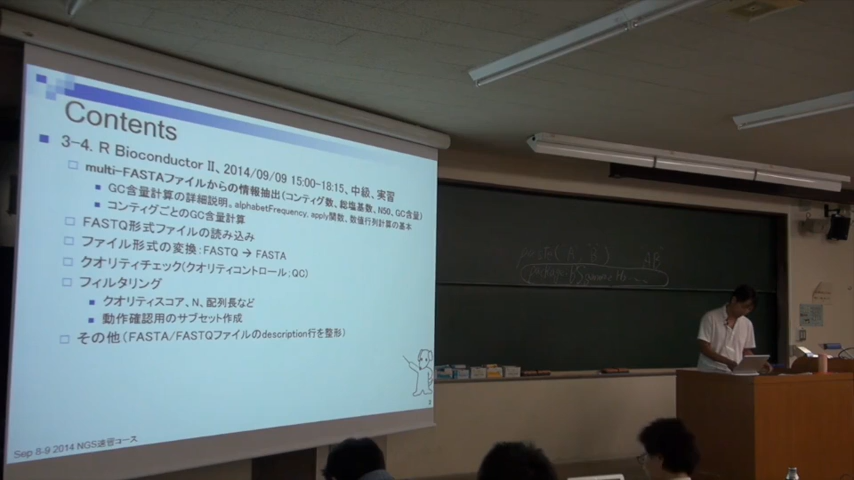 Contents
3-4. R Bioconductor II、2014/09/09 15:00-18:15、中級、実習
multi-FASTAファイルからの情報抽出(コンティグ数、総塩基数、N50、GC含量)
GC含量計算の詳細説明。alphabetFrequency、apply関数、数値行列計算の基本
コンティグごとのGC含量計算
FASTQ形式ファイルの読み込み
ファイル形式の変換：FASTQ → FASTA
クオリティチェック(クオリティコントロール；QC)
フィルタリング
クオリティスコア、N、配列長など
動作確認用のサブセット作成
その他(FASTA/FASTQファイルのdescription行を整形)
Sep 8-9 2014 NGS速習コース
2
A B AB